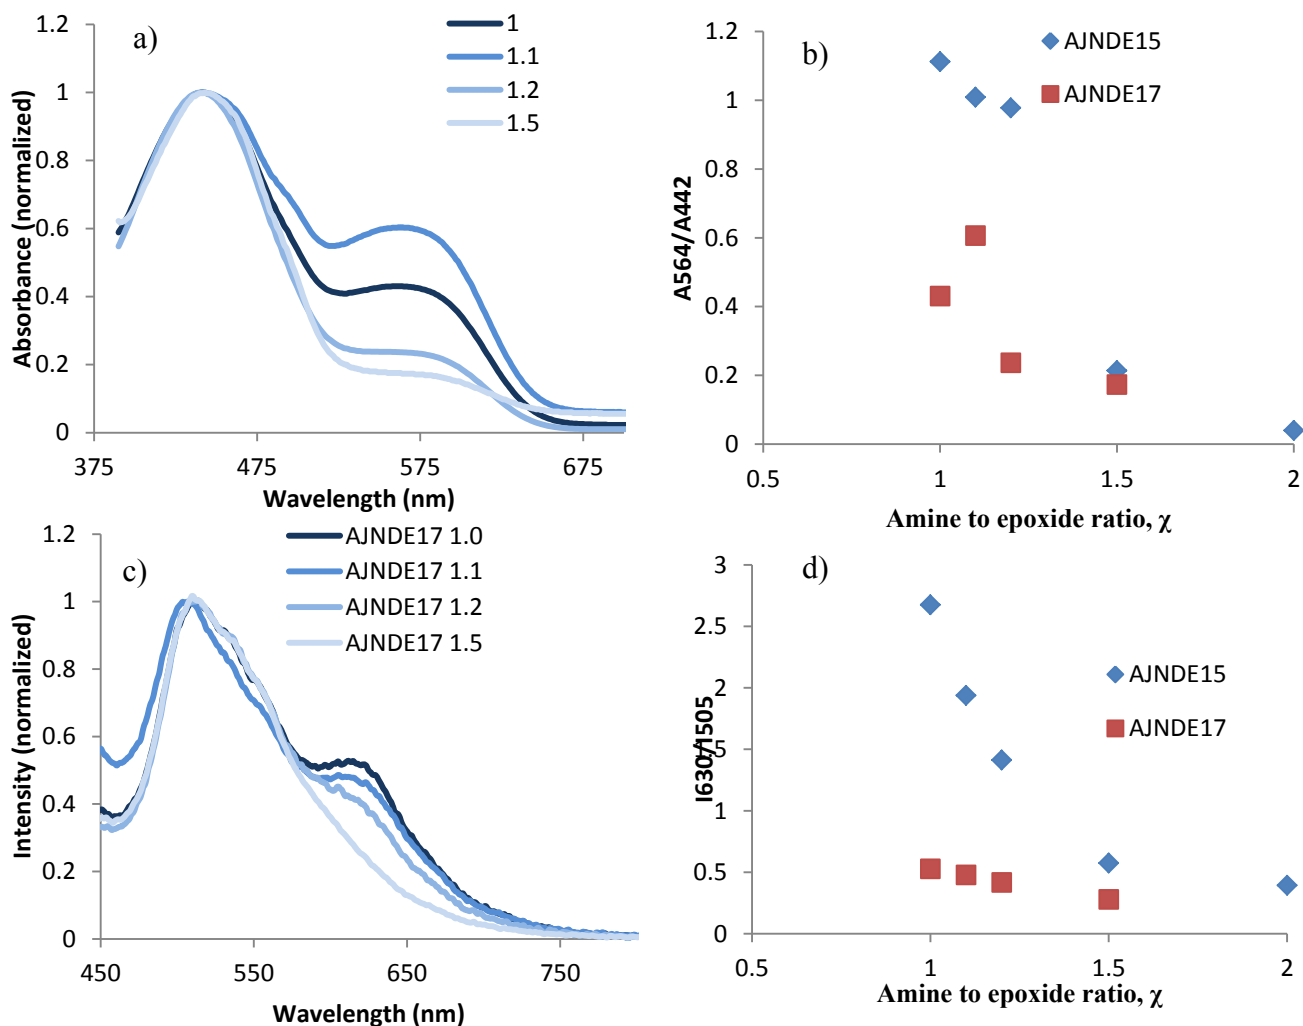 a)
1
1.1
1.2
1.5
Absorbance (normalized)
1.2
1
0.8
0.6
0.4
0.2
0
375
475
575
675
Wavelength (nm)
b)
AJNDE15
AJNDE17
A564/A442
1.2
1
0.8
0.6
0.4
0.2
0
0.5
1
1.5
2
Amine to epoxide ratio, χ
c)
AJNDE17 1.0
AJNDE17 1.1
AJNDE17 1.2
AJNDE17 1.5
Intensity (normalized)
1.2
1
0.8
0.6
0.4
0.2
0
450
550
650
750
Wavelength (nm)
d)
AJNDE15
AJNDE17
I630/I505
3
2.5
2
1.5
1
0.5
0
0.5
1
1.5
2
Amine to epoxide ratio, χ